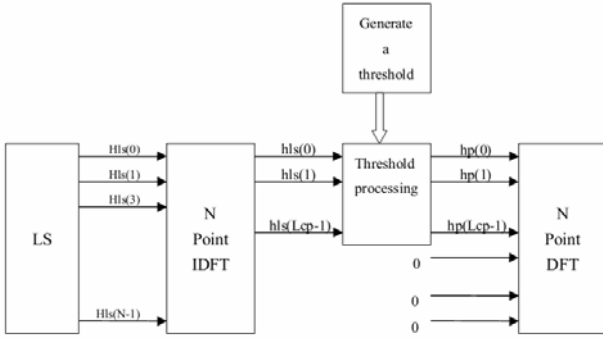 Generate
a
threshold
Hls(0)
hls(0)
hp(0)
Hls(1)
hls(1)
Threshold
processing
hp(1)
Hls(3)
LS
N
Point
IDFT
hls(Lcp-1)
hp(Lcp-1)
N
Point
DFT
0
0
Hls(N-1)
0